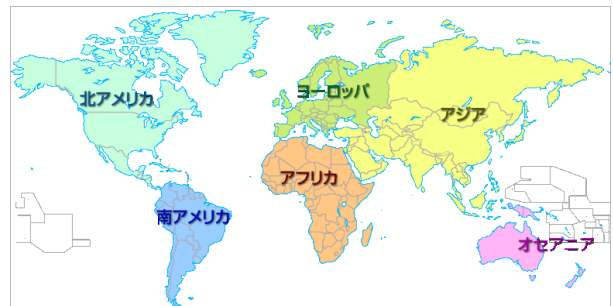 ヨーロッパ
北アメリカ
アジア
アフリカ
南アメリカ
オセアニア